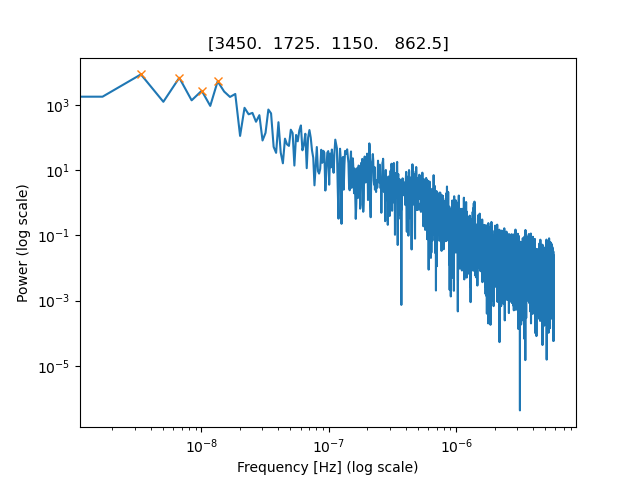 [3450. 1725. 1150. 862.5]
Power (log scale)
10³
10¹
10⁻¹
10⁻³
10⁻⁵
10⁻⁸ 10⁻⁷ 10⁻⁶
Frequency [Hz] (log scale)